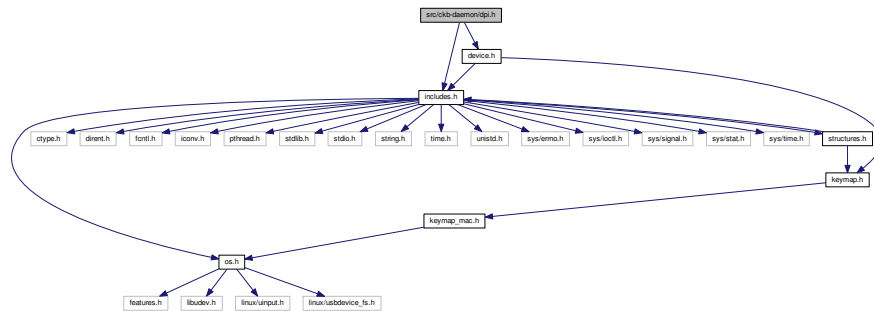 src/ckb-daemon/dpi.h
device.h
includes.h
ctype.h
dirent.h
fcntl.h
iconv.h
pthread.h
stdlib.h
stdio.h
string.h
time.h
unistd.h
sys/errno.h
sys/ioctl.h
sys/signal.h
sys/stat.h
sys/time.h
structures.h
keymap.h
keymap_mac.h
os.h
features.h
libudev.h
linux/uinput.h
linux/usbdevice_fs.h